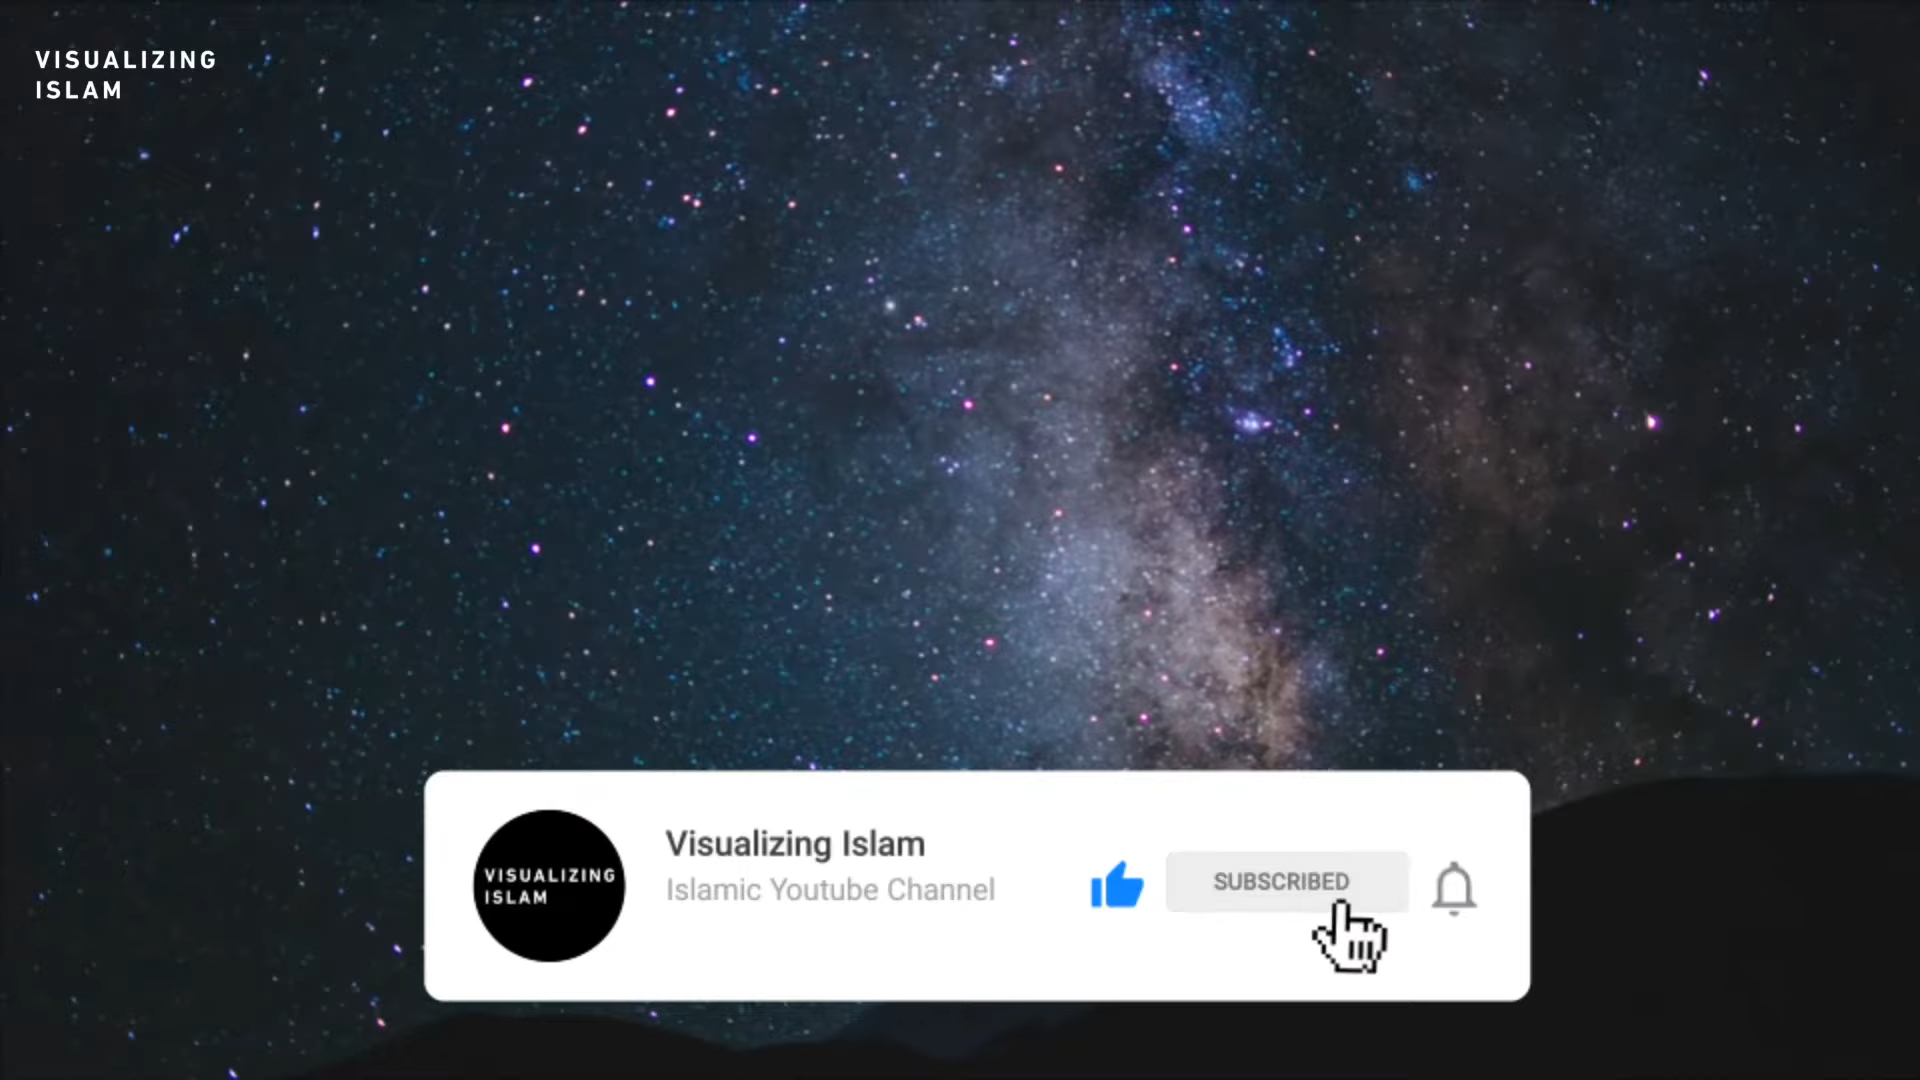 VISUALIZING
ISLAM
VISUALIZING
ISLAM
Visualizing Islam
Islamic Youtube Channel
SUBSCRIBED